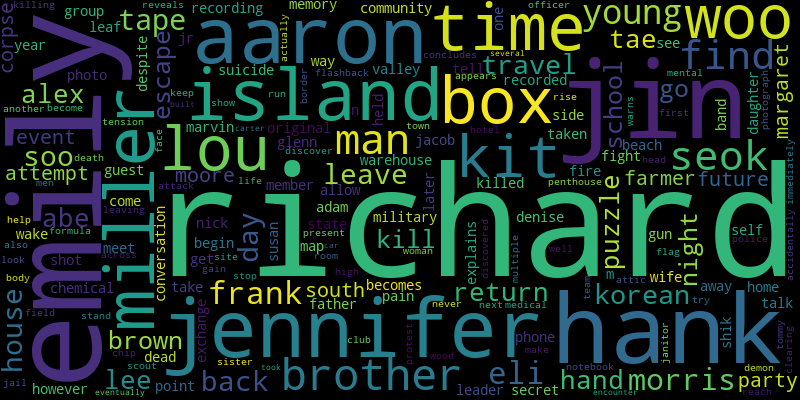 corpse
year
group
photo
leaf
tape
despite
recording
aaron
actually
suicide
way
memory
community
reveals
killing
officer
time
young
woo
tae
see
one
several
alex
marvin
jr
escape
show
island
flashback
run
valley
recorded
travel
tall
concludes
border
box
school
find
go
rise
side
daughter
band
margaret
mental
photograph
event
another
become
built
tension
emily
miller
soo
death
attempt
face
original
glenn
discover
man
held
n
jacob
town
appears
warns
taken
jin
first
abe
men
moore
guest
attack
lou
life
carter
warehouse
leave
later
kit
beach
fire
fight
head
seok
farmer
future
immediately
help
wake
formula
leaving
come
member
allow
hotel
killed
penthouse
puzzle
also
look
shot
across
meet
nick
adam
military
denise
night
gun
self
police
house
body
chemical
conversation
begin
day
susan
state
present
map
site
car
kill
woman
explains
discovered
multiple
richard
well
m
flag
shik
accidentally
field
stand
get
gain
stop
room
high
south
becomes
return
attic
wife
away
home
brown
chip
take
exchange
frank
father
pain
never
next
medical
korean
try
talk
dead
jennifer
club
protest
phone
make
team
hank
lee
scout
sister
wood
notebook
janitor
tommy
clearing
however
point
back
brother
leader
eli
secret
hand
morris
demon
party
jail
eventually
took
encounter
reach